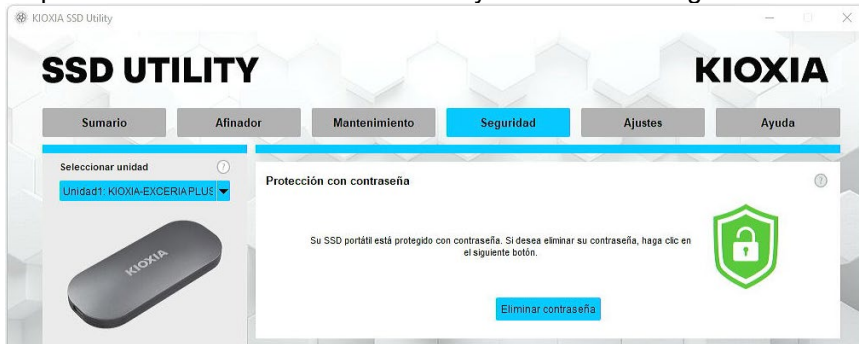 KIOXIA SSD Utility
SSD UTILITY
KIOXIA
Sumario
Afinador
Mantenimiento
Seguridad
Ajustes
Ayuda
Seleccionar unidad
?
Unidad1: KIOXIA-EXCERIA PLUS
KIOXIA
Protección con contraseña
?
Su SSD portátil está protegido con contraseña. Si desea eliminar su contraseña, haga clic en
el siguiente botón.
Eliminar contraseña